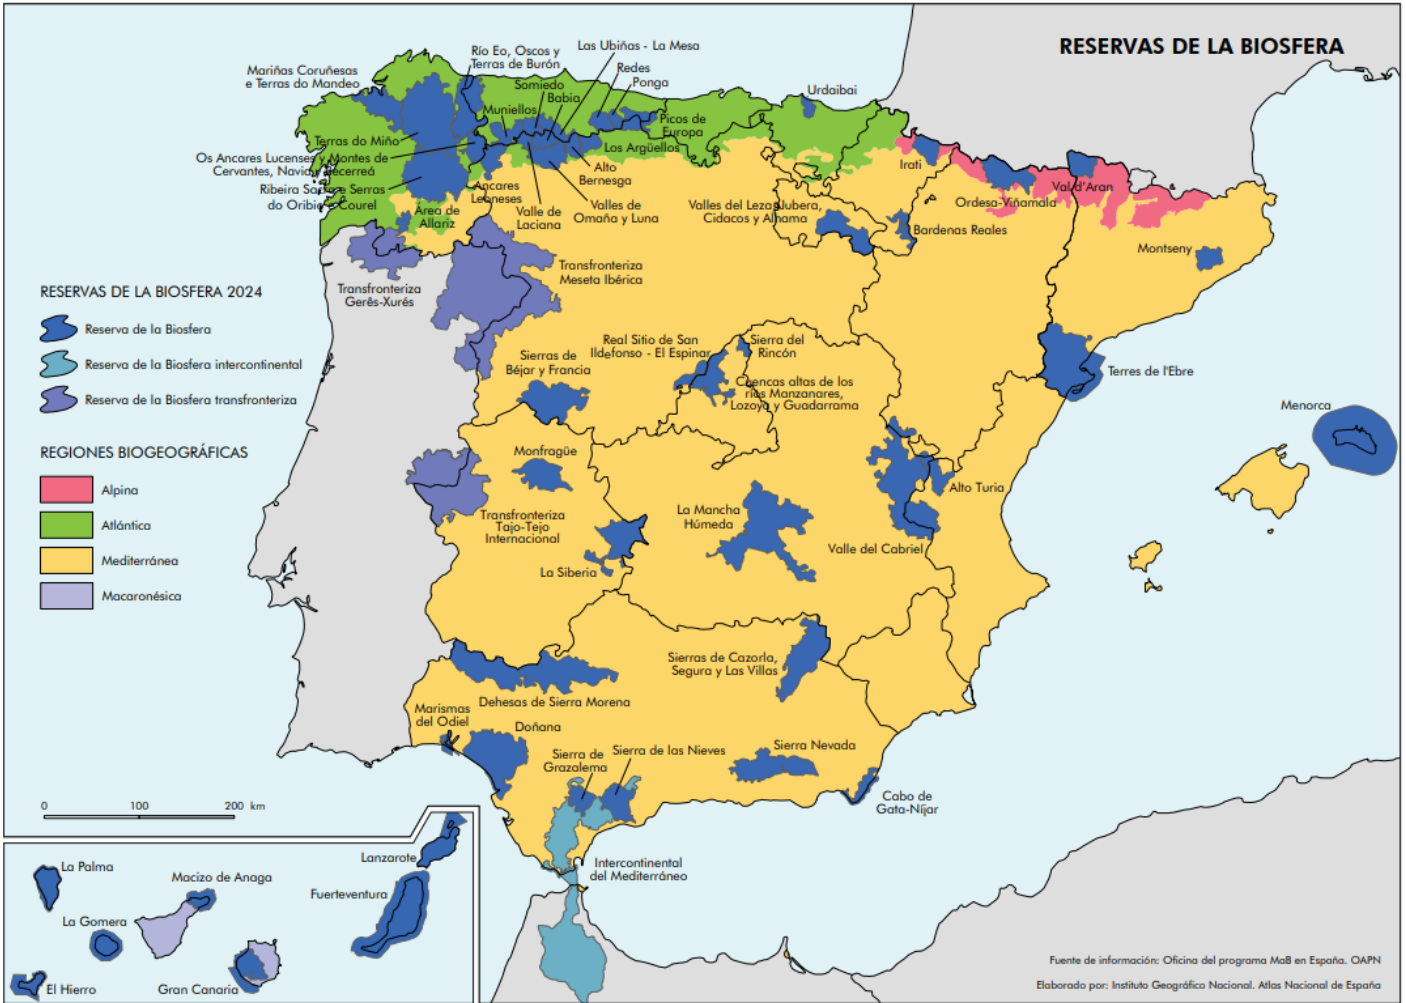 RESERVAS DE LA BIOSFERA
Las Ubiñas - La Mesa
Río Eo, Oscos y
Terras de Burón
Redes
Ponga
Mariñas Coruñesas
e Terras do Mandeo
Somiedo
Babia
Urdaibai
Muniellos
Picos de
Europa
Terras do Miño
Los Argüellos
Os Ancares Lucenses y Montes de
Cervantes, Navia y Becerreá
Alto
Bernesga
Irati
Ribeira Sacra e Serras
do Oribio e Courel
Ancares
Leoneses
Val d'Aran
Ordesa-Viñamala
Área de
Allariz
Valle de
Laciana
Valles de
Omaña y Luna
Valles del Leza, Jubera,
Cidacos y Alhama
Bardenas Reales
Montseny
Transfronteriza
Meseta Ibérica
Transfronteriza
Gerês-Xurés
RESERVAS DE LA BIOSFERA 2024
Reserva de la Biosfera
Reserva de la Biosfera intercontinental
Reserva de la Biosfera transfronteriza
Real Sitio de San
Ildefonso - El Espinar
Sierra del
Rincón
Sierras de
Béjar y Francia
Cuencas altas de los
ríos Manzanares,
Lozoya y Guadarrama
Terres de l'Ebre
Menorca
REGIONES BIOGEOGRÁFICAS
Alpina
Atlántica
Mediterránea
Macaronésica
Monfragüe
Alto Turia
Transfronteriza
Tajo-Tejo
Internacional
La Mancha
Húmeda
Valle del Cabriel
La Siberia
Sierras de Cazorla,
Segura y Las Villas
Dehesas de Sierra Morena
Marismas
del Odiel
Doñana
Sierra de
Grazalema
Sierra de las Nieves
Sierra Nevada
Cabo de
Gata-Níjar
0 100 200 km
Intercontinental
del Mediterráneo
Lanzarote
La Palma
Macizo de Anaga
Fuerteventura
La Gomera
El Hierro
Gran Canaria
Fuente de información: Oficina del programa MaB en España. OAPN
Elaborado por: Instituto Geográfico Nacional. Atlas Nacional de España